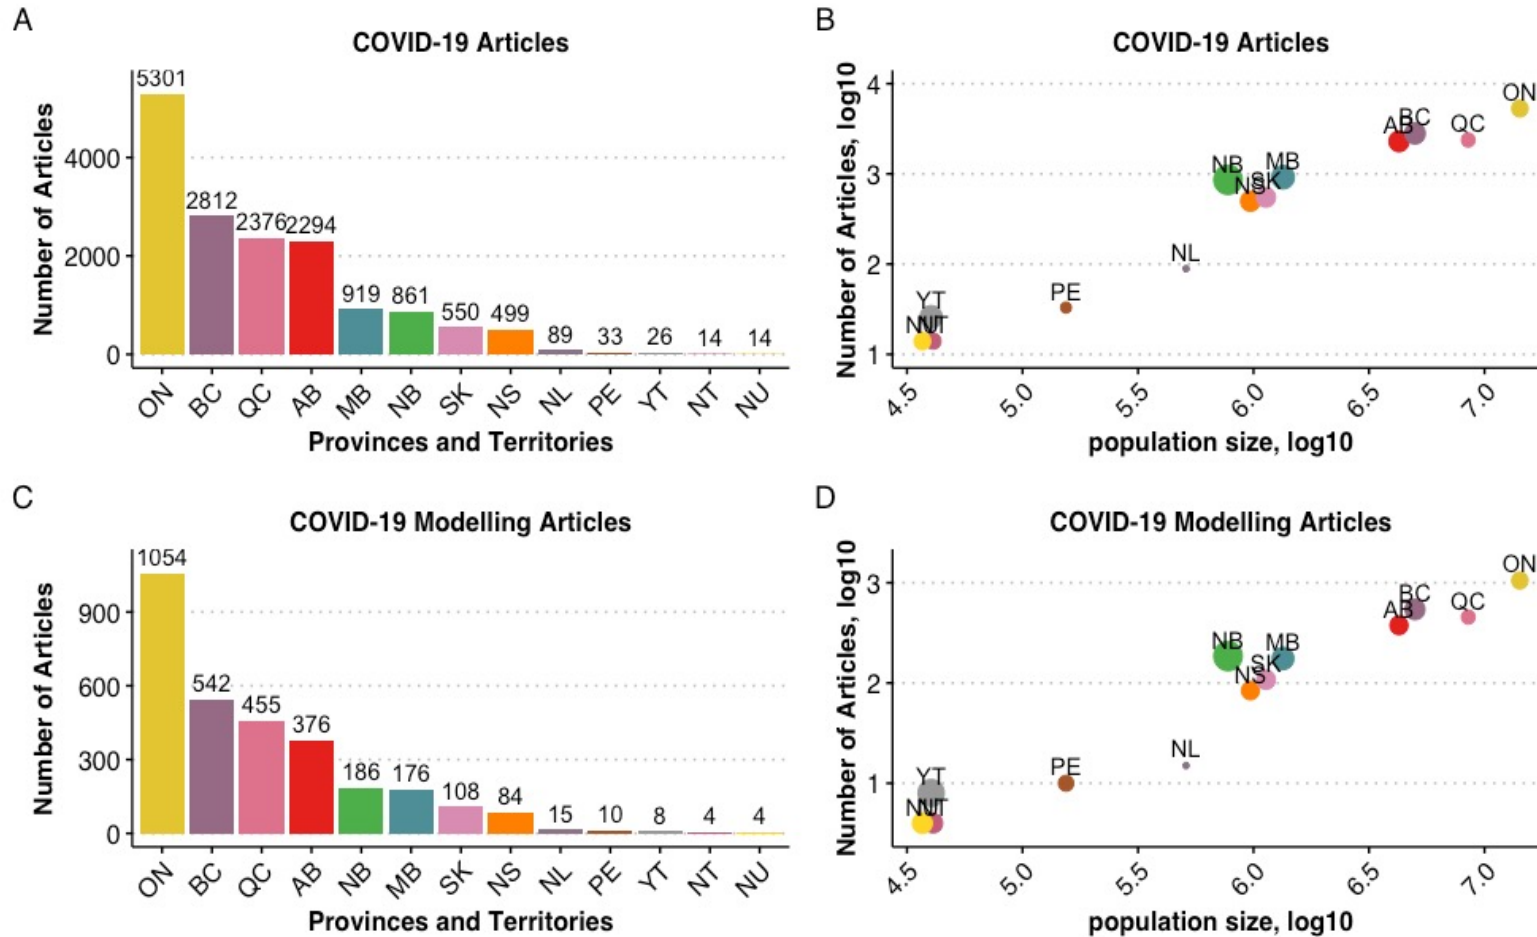 A
COVID-19 Articles
Number of Articles
4000
2000
0
5301
2812
2376
2294
919
861
550
499
89
33
26
14
14
ON
BC
QC
AB
MB
NB
SK
NS
NL
PE
YT
NT
NU
Provinces and Territories
B
COVID-19 Articles
Number of Articles, log10
4
3
2
1
ON
BC
AB
QC
NB
MB
NS
SK
NL
PE
YT
NU
NT
4.5
5.0
5.5
6.0
6.5
7.0
population size, log10
C
COVID-19 Modelling Articles
Number of Articles
900
600
300
0
1054
542
455
376
186
176
108
84
15
10
8
4
4
ON
BC
QC
AB
NB
MB
SK
NS
NL
PE
YT
NT
NU
Provinces and Territories
D
COVID-19 Modelling Articles
Number of Articles, log10
3
2
1
ON
BC
AB
QC
NB
MB
SK
NS
NL
PE
YT
NU
NT
4.5
5.0
5.5
6.0
6.5
7.0
population size, log10